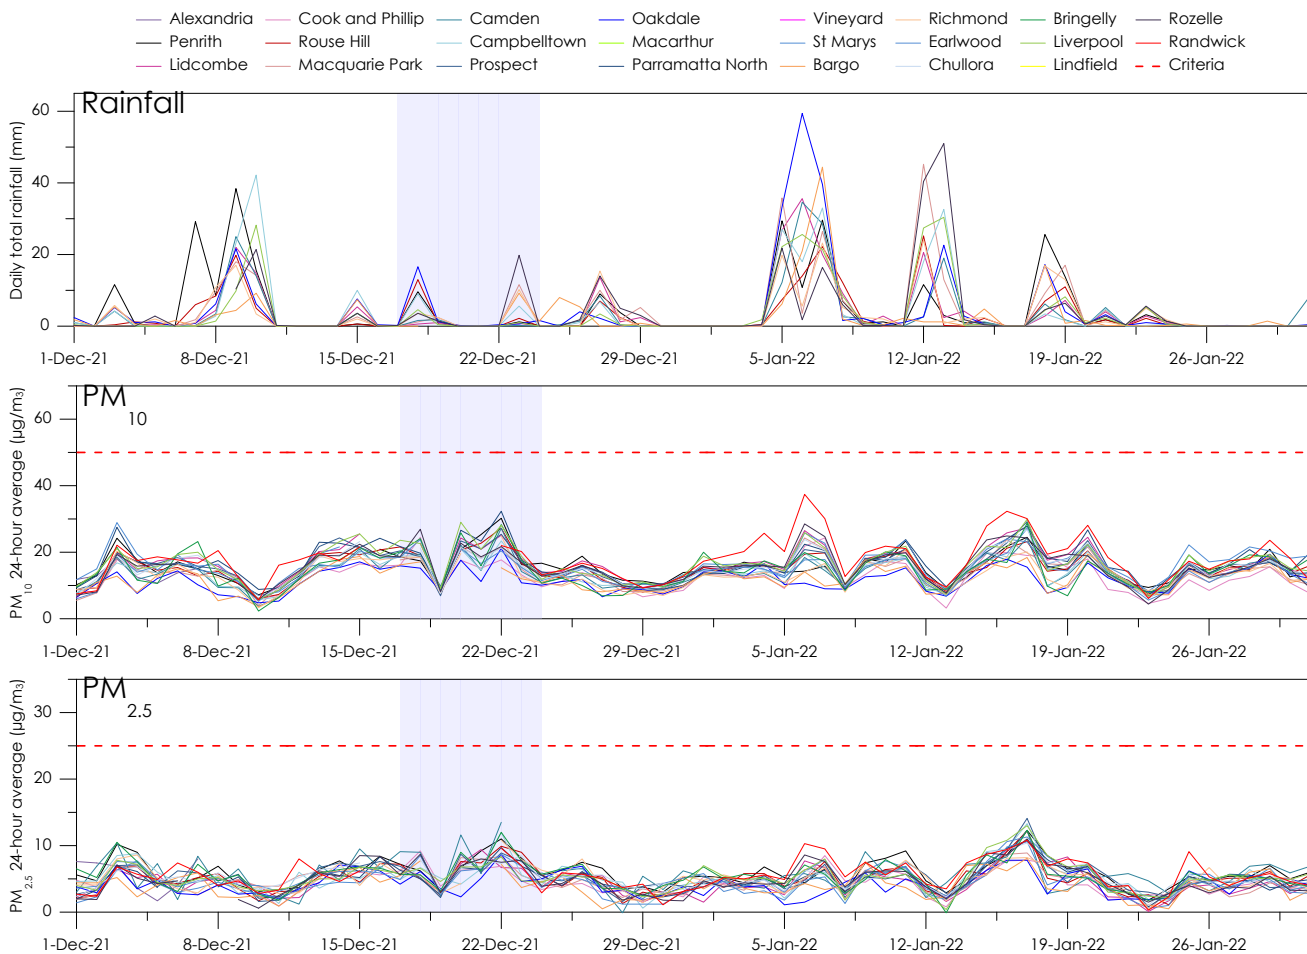 Alexandria Cook and Phillip Camden Oakdale Vineyard Richmond Bringelly Rozelle
Penrith Rouse Hill Campbelltown Macarthur St Marys Earlwood Liverpool Randwick
Lidcombe Macquarie Park Prospect Parramatta North Bargo Chullora Lindfield Criteria
Rainfall
Daily total rainfall (mm)
60
40
20
0
1-Dec-21 8-Dec-21 15-Dec-21 22-Dec-21 29-Dec-21 5-Jan-22 12-Jan-22 19-Jan-22 26-Jan-22
PM10
PM10 24-hour average (µg/m3)
60
40
20
0
1-Dec-21 8-Dec-21 15-Dec-21 22-Dec-21 29-Dec-21 5-Jan-22 12-Jan-22 19-Jan-22 26-Jan-22
PM2.5
PM2.5 24-hour average (µg/m3)
30
20
10
0
1-Dec-21 8-Dec-21 15-Dec-21 22-Dec-21 29-Dec-21 5-Jan-22 12-Jan-22 19-Jan-22 26-Jan-22